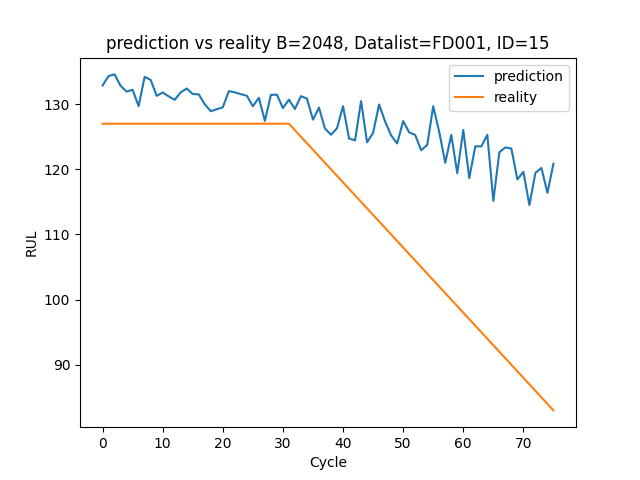 prediction vs reality B=2048, Datalist=FD001, ID=15
prediction
reality
RUL
130
120
110
100
90
0 10 20 30 40 50 60 70
Cycle